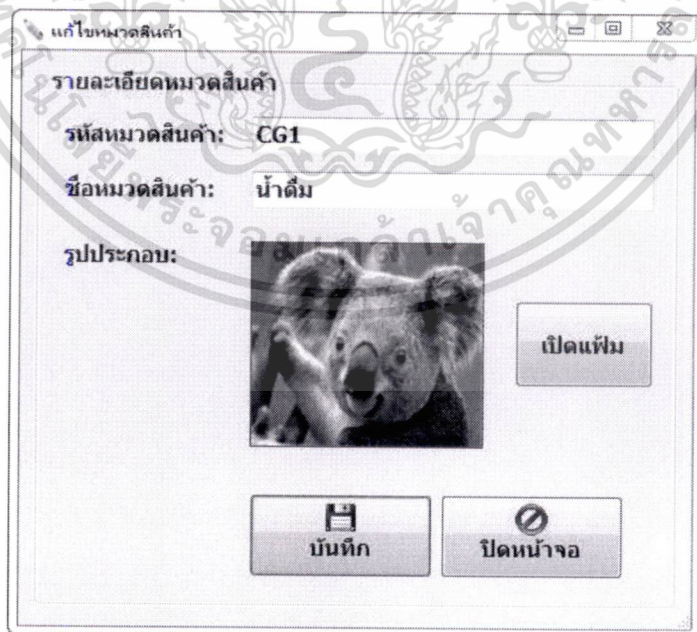 แก้ไขหมวดสินค้า
รายละเอียดหมวดสินค้า
รหัสหมวดสินค้า: CG1
ชื่อหมวดสินค้า: น้ำดื่ม
รูปประกอบ:
เปิดแฟ้ม
บันทึก ปิดหน้าจอ